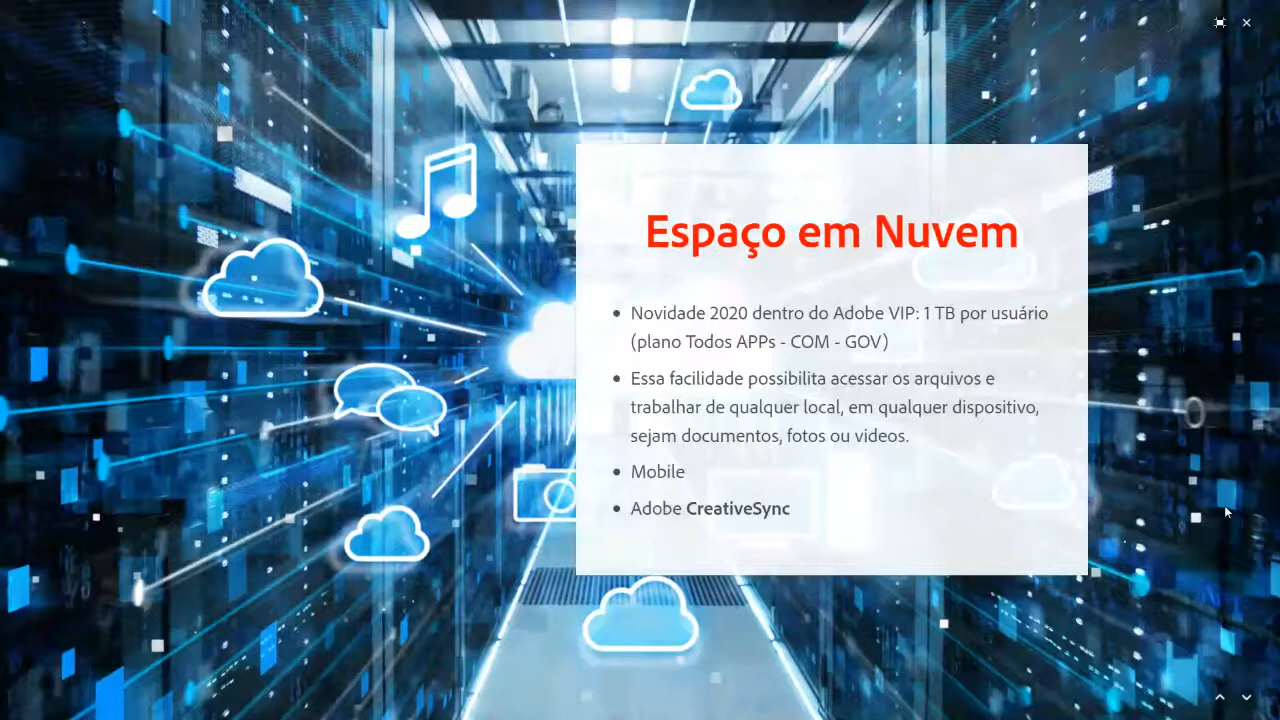 Espaço em Nuvem
• Novidade 2020 dentro do Adobe VIP: 1 TB por usuário
(plano Todos APPs - COM - GOV)
• Essa facilidade possibilita acessar os arquivos e
trabalhar de qualquer local, em qualquer dispositivo,
sejam documentos, fotos ou videos.
• Mobile
• Adobe CreativeSync